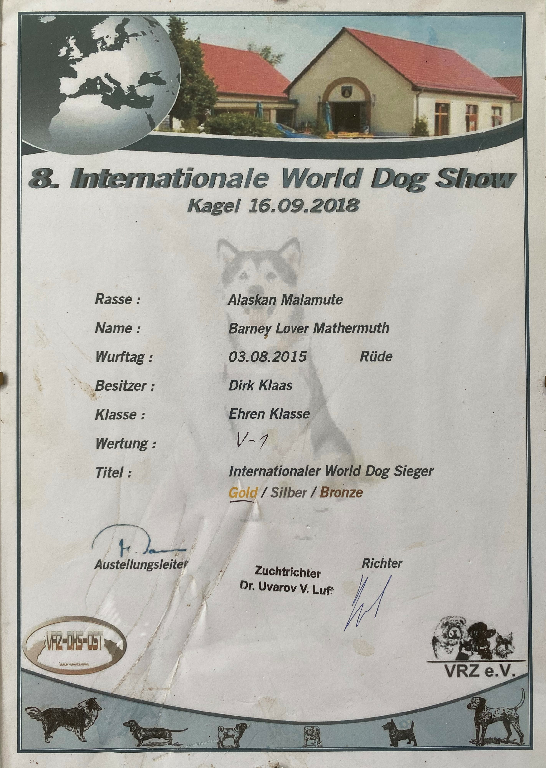 8. Internationale World Dog Show
Kagel 16.09.2018
Rasse : Alaskan Malamute
Name : Barney Lover Mathermuth
Wurftag : 03.08.2015 Rüde
Besitzer : Dirk Klaas
Klasse : Ehren Klasse
Wertung : V-1
Titel : Internationaler World Dog Sieger
Gold / Silber / Bronze
Austellungsleiter
Zuchtrichter
Dr. Uvarov V. Luf
Richter
VRZ-DHS-OST
VRZ e.V.